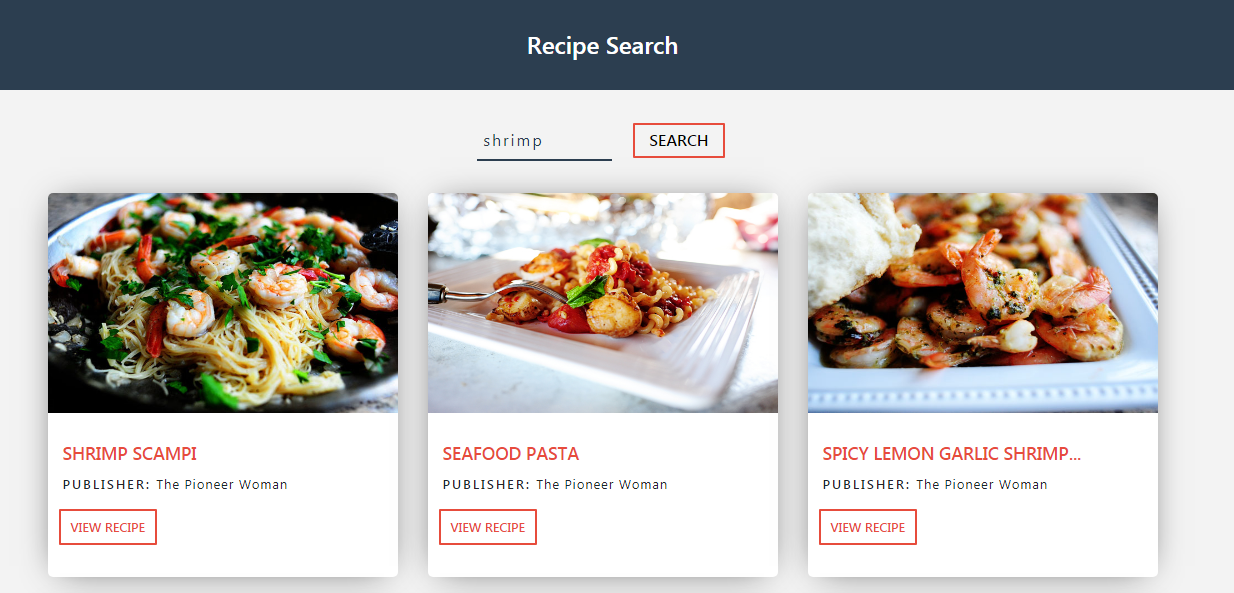 Recipe Search
shrimp
SEARCH
SHRIMP SCAMPI
PUBLISHER: The Pioneer Woman
VIEW RECIPE
SEAFOOD PASTA
PUBLISHER: The Pioneer Woman
VIEW RECIPE
SPICY LEMON GARLIC SHRIMP...
PUBLISHER: The Pioneer Woman
VIEW RECIPE